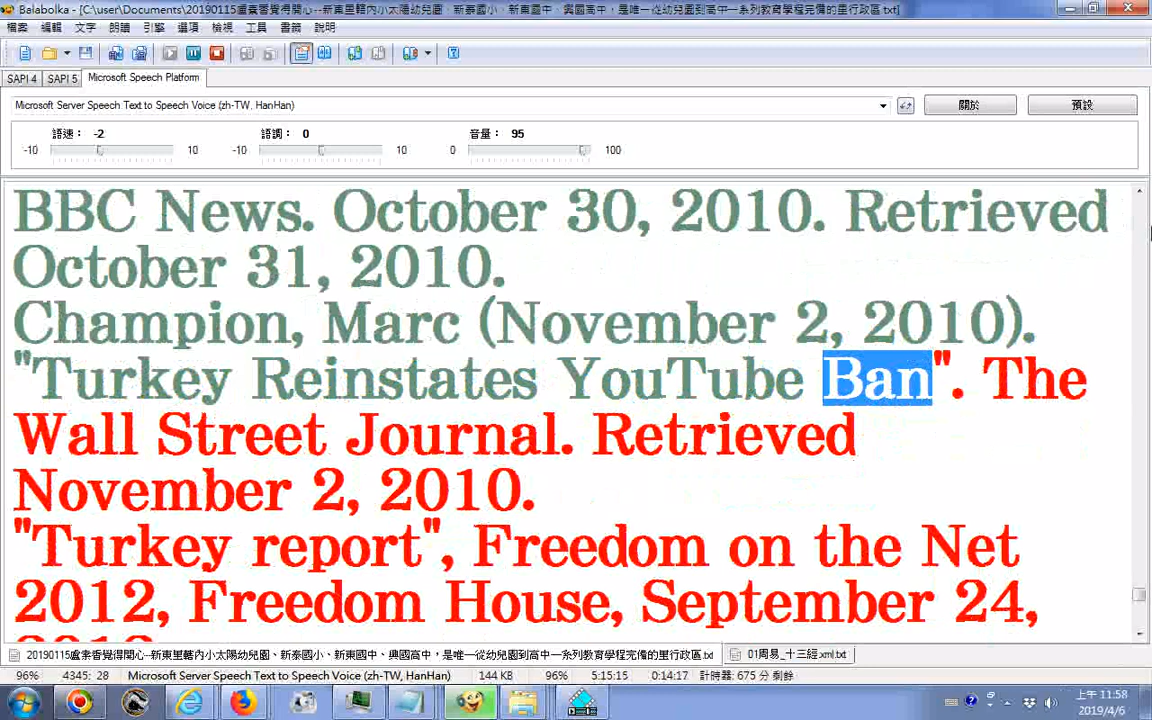 Balabolka - [C:\user\Documents\20190115盧素香覺得開心--新東里轄內小太陽幼兒園、新泰國小、新東國中、興國高中，是唯一從幼兒園到高中一系列教育學程完備的里行政區.txt]
檔案 編輯 文字 朗讀 引擎 選項 檢視 工具 書籤 說明
SAPI 4 SAPI 5 Microsoft Speech Platform
Microsoft Server Speech Text to Speech Voice (zh-TW, HanHan) 關於 預設
語速： -2 語調： 0 音量： 95
-10 10 -10 10 0 100
BBC News. October 30, 2010. Retrieved
October 31, 2010.
Champion, Marc (November 2, 2010).
"Turkey Reinstates YouTube Ban". The
Wall Street Journal. Retrieved
November 2, 2010.
"Turkey report", Freedom on the Net
2012, Freedom House, September 24,
20190115盧素香覺得開心--新東里轄內小太陽幼兒園、新泰國小、新東國中、興國高中，是唯一從幼兒園到高中一系列教育學程完備的里行政區.txt 01周易_十三經.xml.txt
96% 4345: 28 Microsoft Server Speech Text to Speech Voice (zh-TW, HanHan) 144 KB 96% 5:15:15 0:14:17 計時器：675 分 剩餘
上午 11:58
2019/4/6